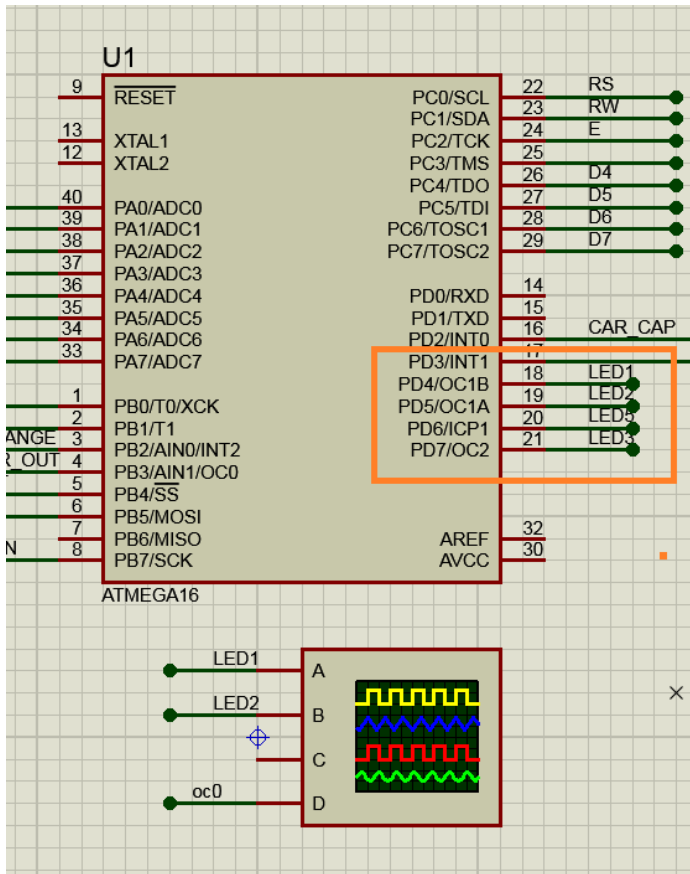 U1
9 RESET
13 XTAL1
12 XTAL2
40 PA0/ADC0
39 PA1/ADC1
38 PA2/ADC2
37 PA3/ADC3
36 PA4/ADC4
35 PA5/ADC5
34 PA6/ADC6
33 PA7/ADC7
1 PB0/T0/XCK
2 PB1/T1
ANGE 3 PB2/AIN0/INT2
R_OUT 4 PB3/AIN1/OC0
5 PB4/SS
6 PB5/MOSI
7 PB6/MISO
N 8 PB7/SCK
PC0/SCL 22 RS
PC1/SDA 23 RW
PC2/TCK 24 E
PC3/TMS 25
PC4/TDO 26 D4
PC5/TDI 27 D5
PC6/TOSC1 28 D6
PC7/TOSC2 29 D7
PD0/RXD 14
PD1/TXD 15
PD2/INT0 16 CAR_CAP
PD3/INT1 17
PD4/OC1B 18 LED1
PD5/OC1A 19 LED2
PD6/ICP1 20 LED5
PD7/OC2 21 LED3
AREF 32
AVCC 30
ATMEGA16
LED1 A
LED2 B
C
oc0 D